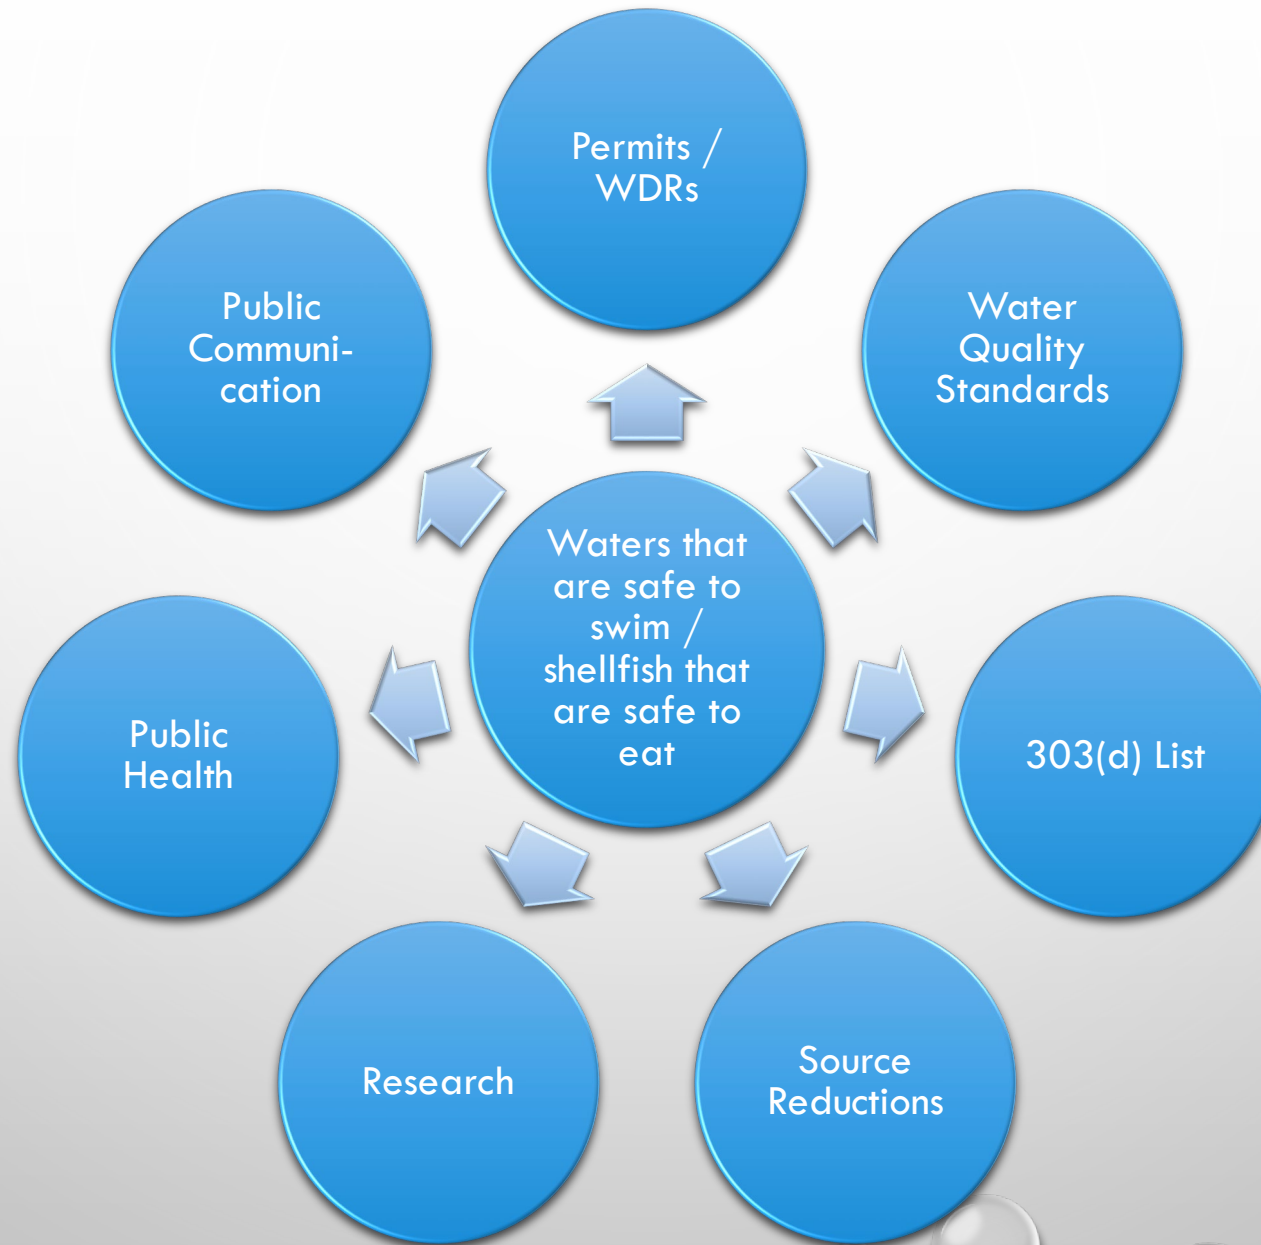 Permits /
WDRs
Public
Communi-
cation
Water
Quality
Standards
Waters that
are safe to
swim /
shellfish that
are safe to
eat
Public
Health
303(d) List
Research
Source
Reductions